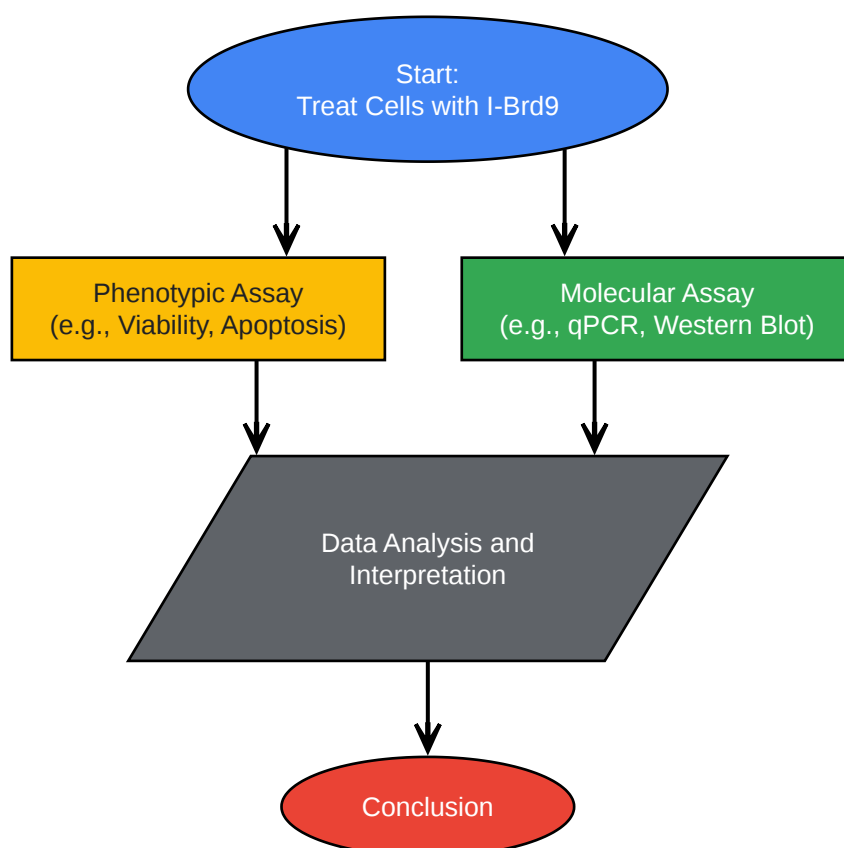 Start:
Treat Cells with I-Brd9
Phenotypic Assay
(e.g., Viability, Apoptosis)
Molecular Assay
(e.g., qPCR, Western Blot)
Data Analysis and
Interpretation
Conclusion